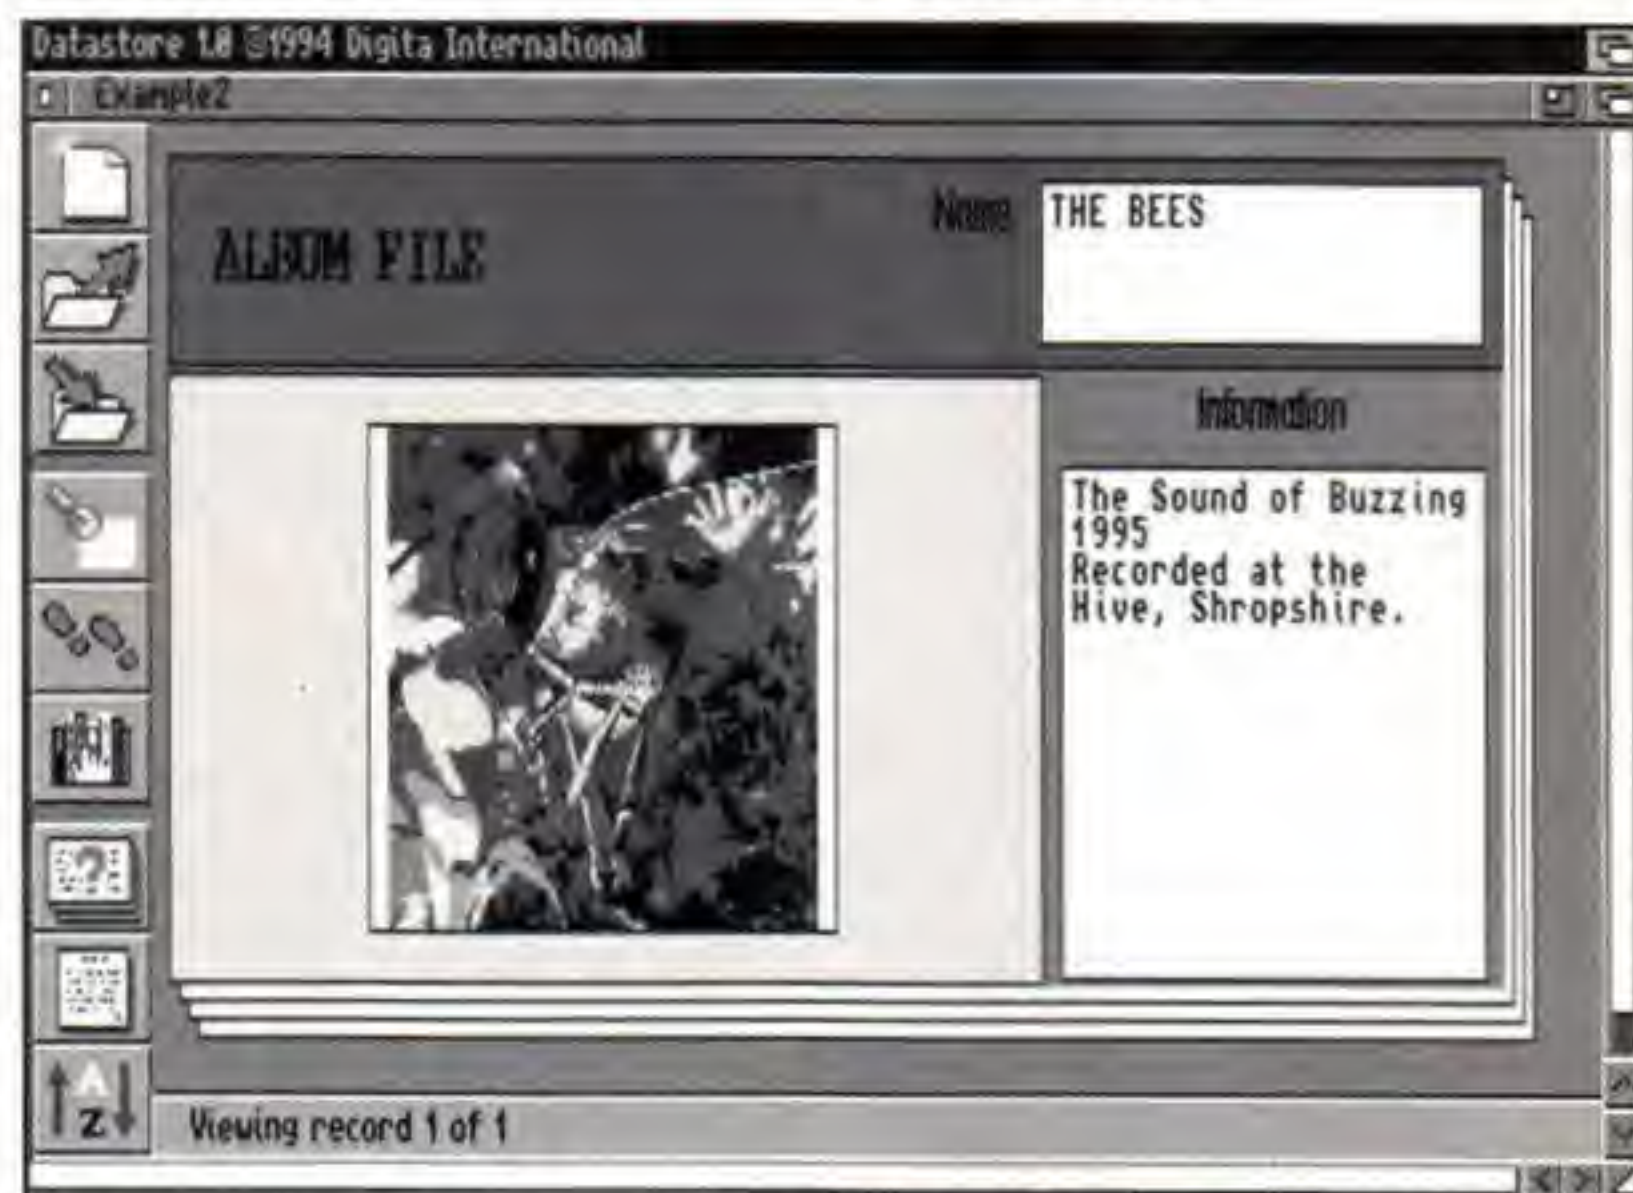 Datastore 1.0 ©1994 Digita International
Example2
ALBUM FILE
Name
THE BEES
Information
The Sound of Buzzing
1995
Recorded at the
Hive, Shropshire.
A
Z
Viewing record 1 of 1